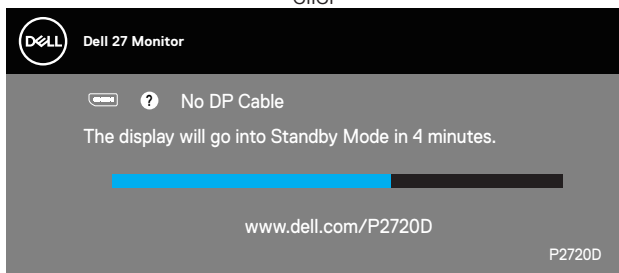 DELL
Dell 27 Monitor
? No DP Cable
The display will go into Standby Mode in 4 minutes.
www.dell.com/P2720D
P2720D